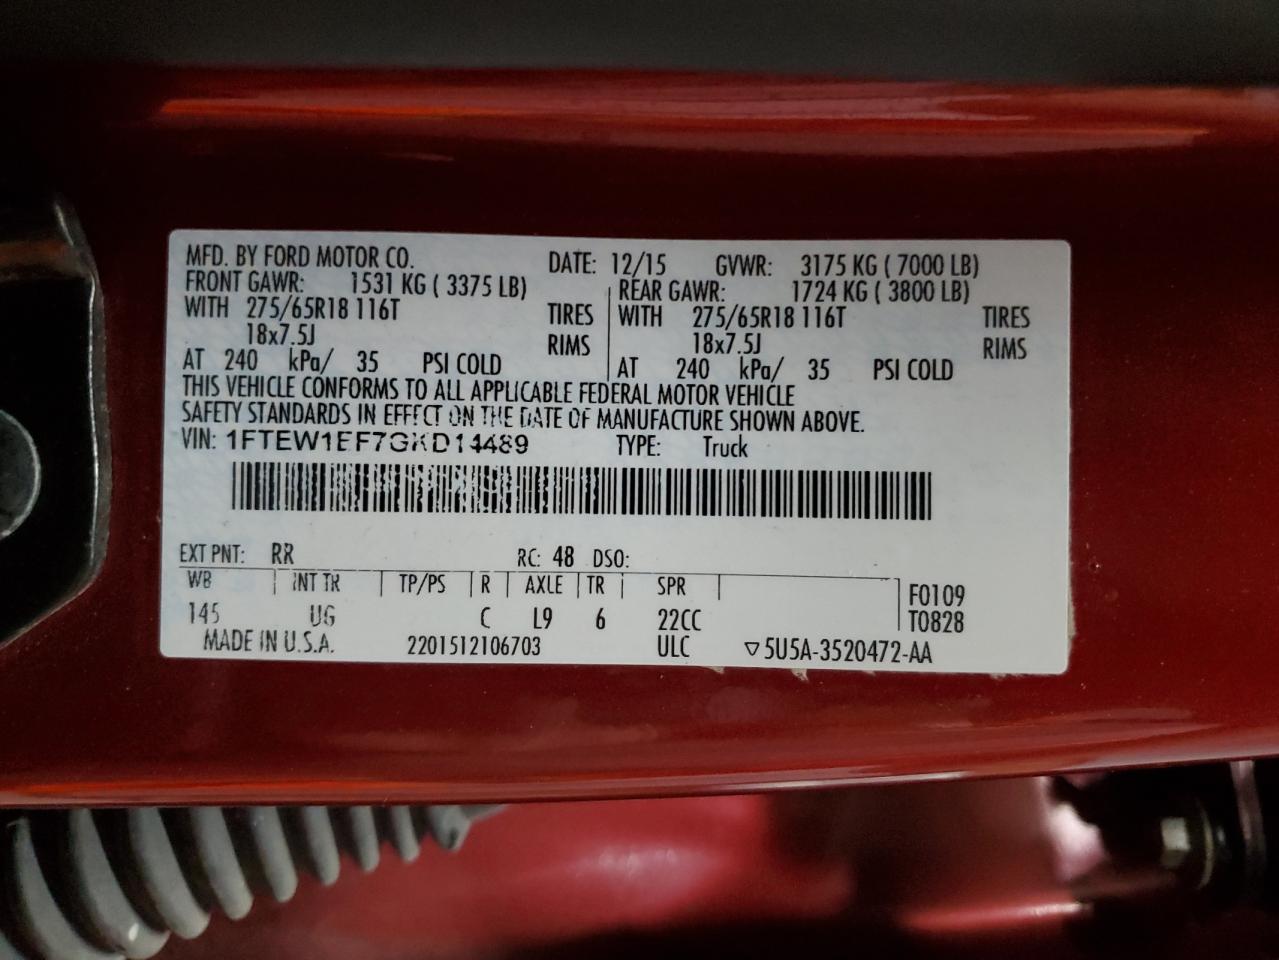 MFD. BY FORD MOTOR CO. DATE: 12/15 GVWR: 3175 KG ( 7000 LB)
FRONT GAWR: 1531 KG ( 3375 LB) REAR GAWR: 1724 KG ( 3800 LB)
WITH 275/65R18 116T TIRES WITH 275/65R18 116T TIRES
18x7.5J RIMS 18x7.5J RIMS
AT 240 kPa/ 35 PSI COLD AT 240 kPa/ 35 PSI COLD
THIS VEHICLE CONFORMS TO ALL APPLICABLE FEDERAL MOTOR VEHICLE
SAFETY STANDARDS IN EFFECT ON THE DATE OF MANUFACTURE SHOWN ABOVE.
VIN: 1FTEW1EF7GKD14489 TYPE: Truck
EXT PNT: RR RC: 48 DSO:
WB INT TR TP/PS R AXLE TR SPR F0109
145 UG C L9 6 22CC T0828
MADE IN U.S.A. 2201512106703 ULC ▽5U5A-3520472-AA